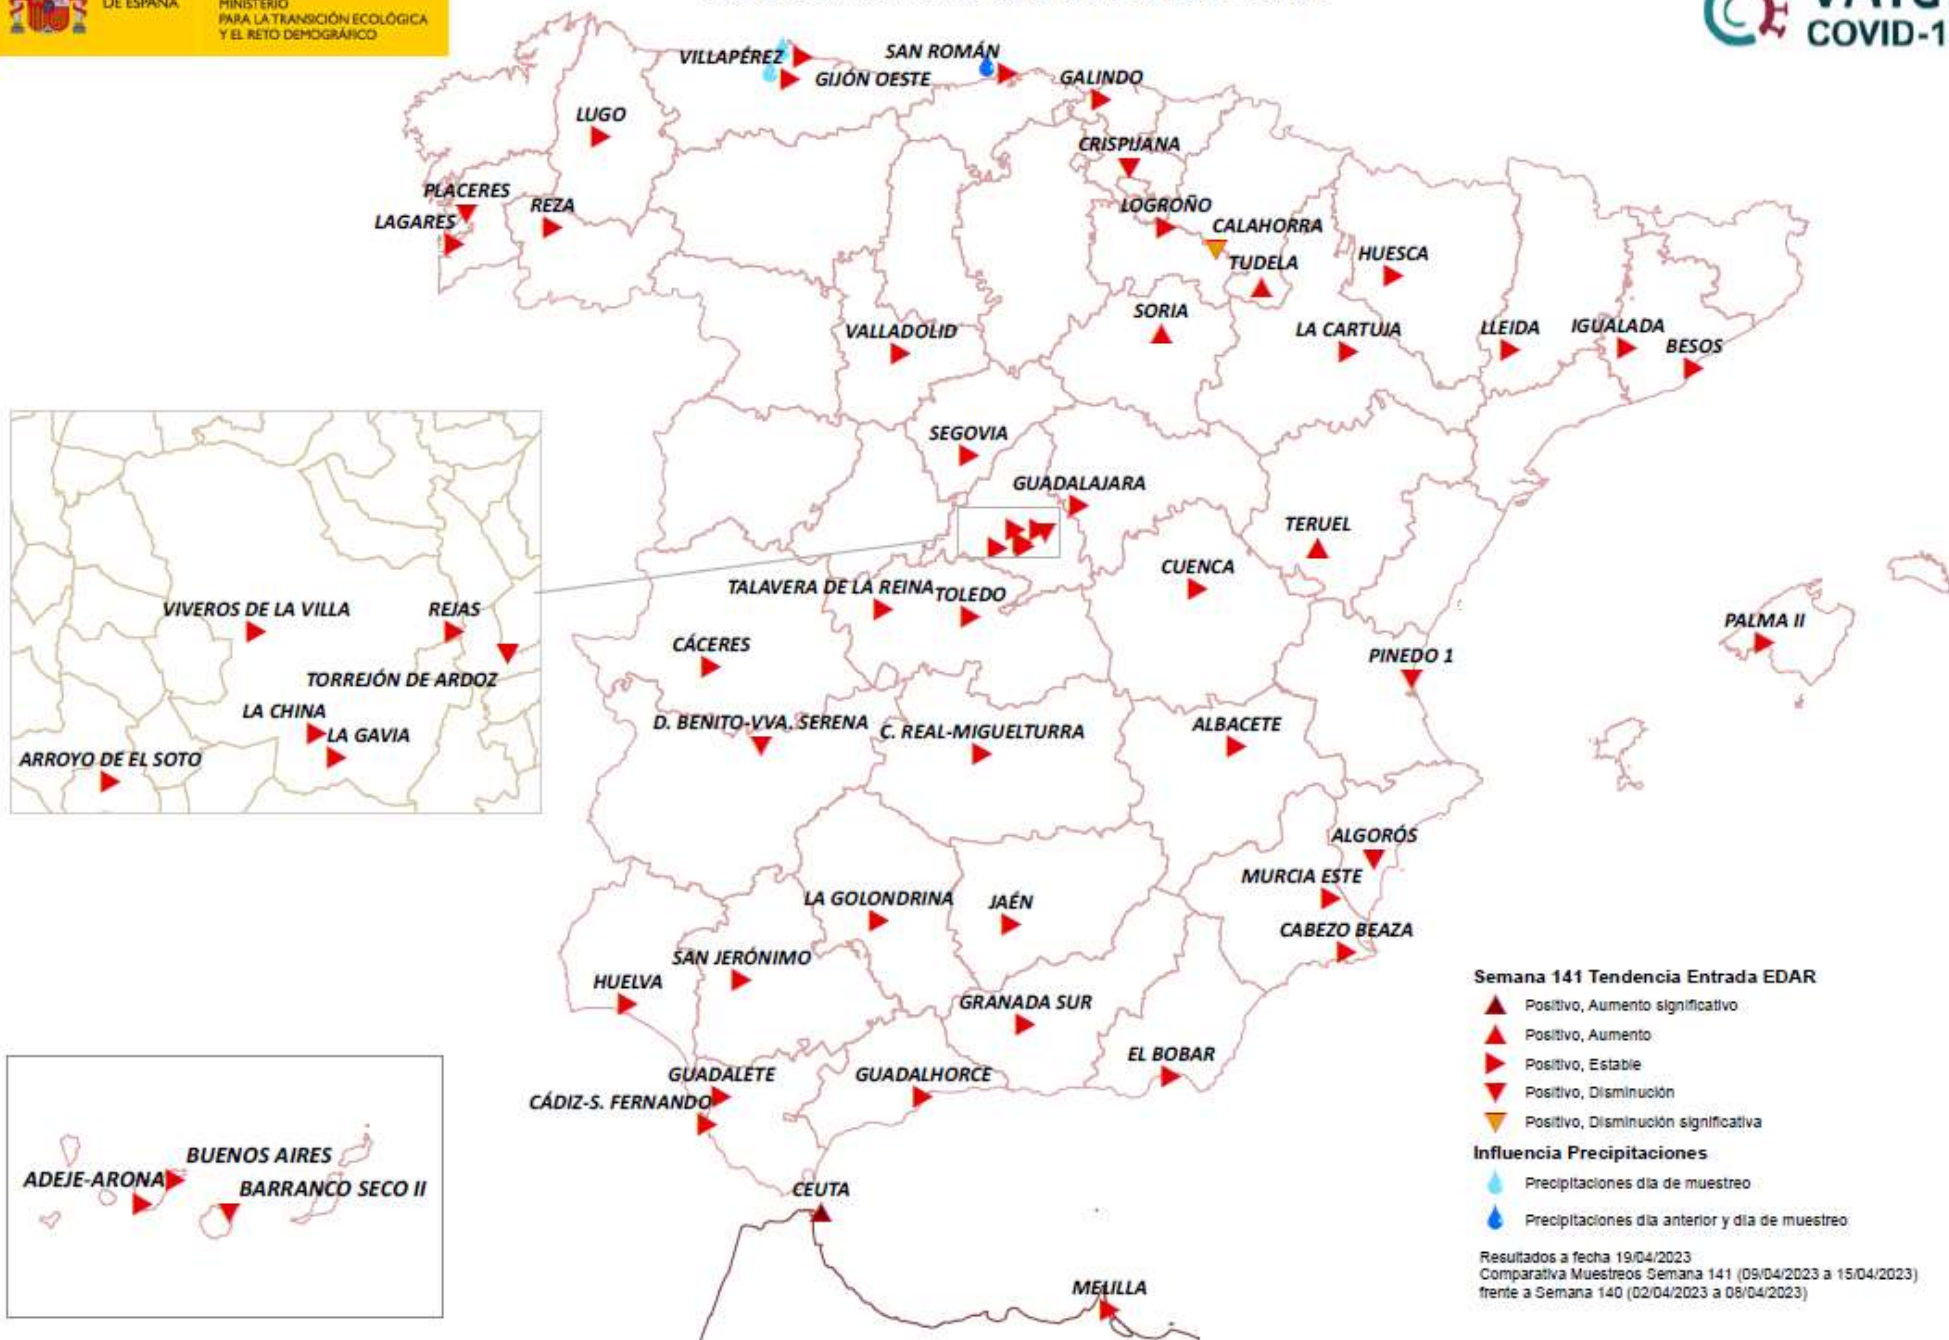 DE ESPAÑA
MINISTERIO
PARA LA TRANSICIÓN ECOLÓGICA
Y EL RETO DEMOGRÁFICO
COVID-1
VILLAPÉREZ
SAN ROMÁN
GIJÓN OESTE
GALINDO
LUGO
CRISPIJANA
PLACERES
REZA
LOGROÑO
LAGARES
CALAHORRA
HUESCA
TUDELA
SORIA
VALLADOLID
LA CARTUJA
LLEIDA
IGUALADA
BESOS
SEGOVIA
GUADALAJARA
TERUEL
CUENCA
TALAVERA DE LA REINA
TOLEDO
VIVEROS DE LA VILLA
REJAS
TORREJÓN DE ARDOZ
LA CHINA
LA GAVIA
ARROYO DE EL SOTO
PALMA II
CÁCERES
PINEDO 1
D. BENITO-VVA. SERENA
C. REAL-MIGUELTURRA
ALBACETE
ALGORÓS
MURCIA ESTE
LA GOLONDRINA
JAÉN
CABEZO BEAZA
SAN JERÓNIMO
HUELVA
GRANADA SUR
EL BOBAR
GUADALETE
GUADALHORCE
CÁDIZ-S. FERNANDO
BUENOS AIRES
ADEJE-ARONA
BARRANCO SECO II
CEUTA
MELILLA
Semana 141 Tendencia Entrada EDAR
Positivo, Aumento significativo
Positivo, Aumento
Positivo, Estable
Positivo, Disminución
Positivo, Disminución significativa
Influencia Precipitaciones
Precipitaciones dia de muestreo
Precipitaciones dia anterior y dia de muestreo
Resultados a fecha 19/04/2023
Comparativa Muestreos Semana 141 (09/04/2023 a 15/04/2023)
frente a Semana 140 (02/04/2023 a 08/04/2023)